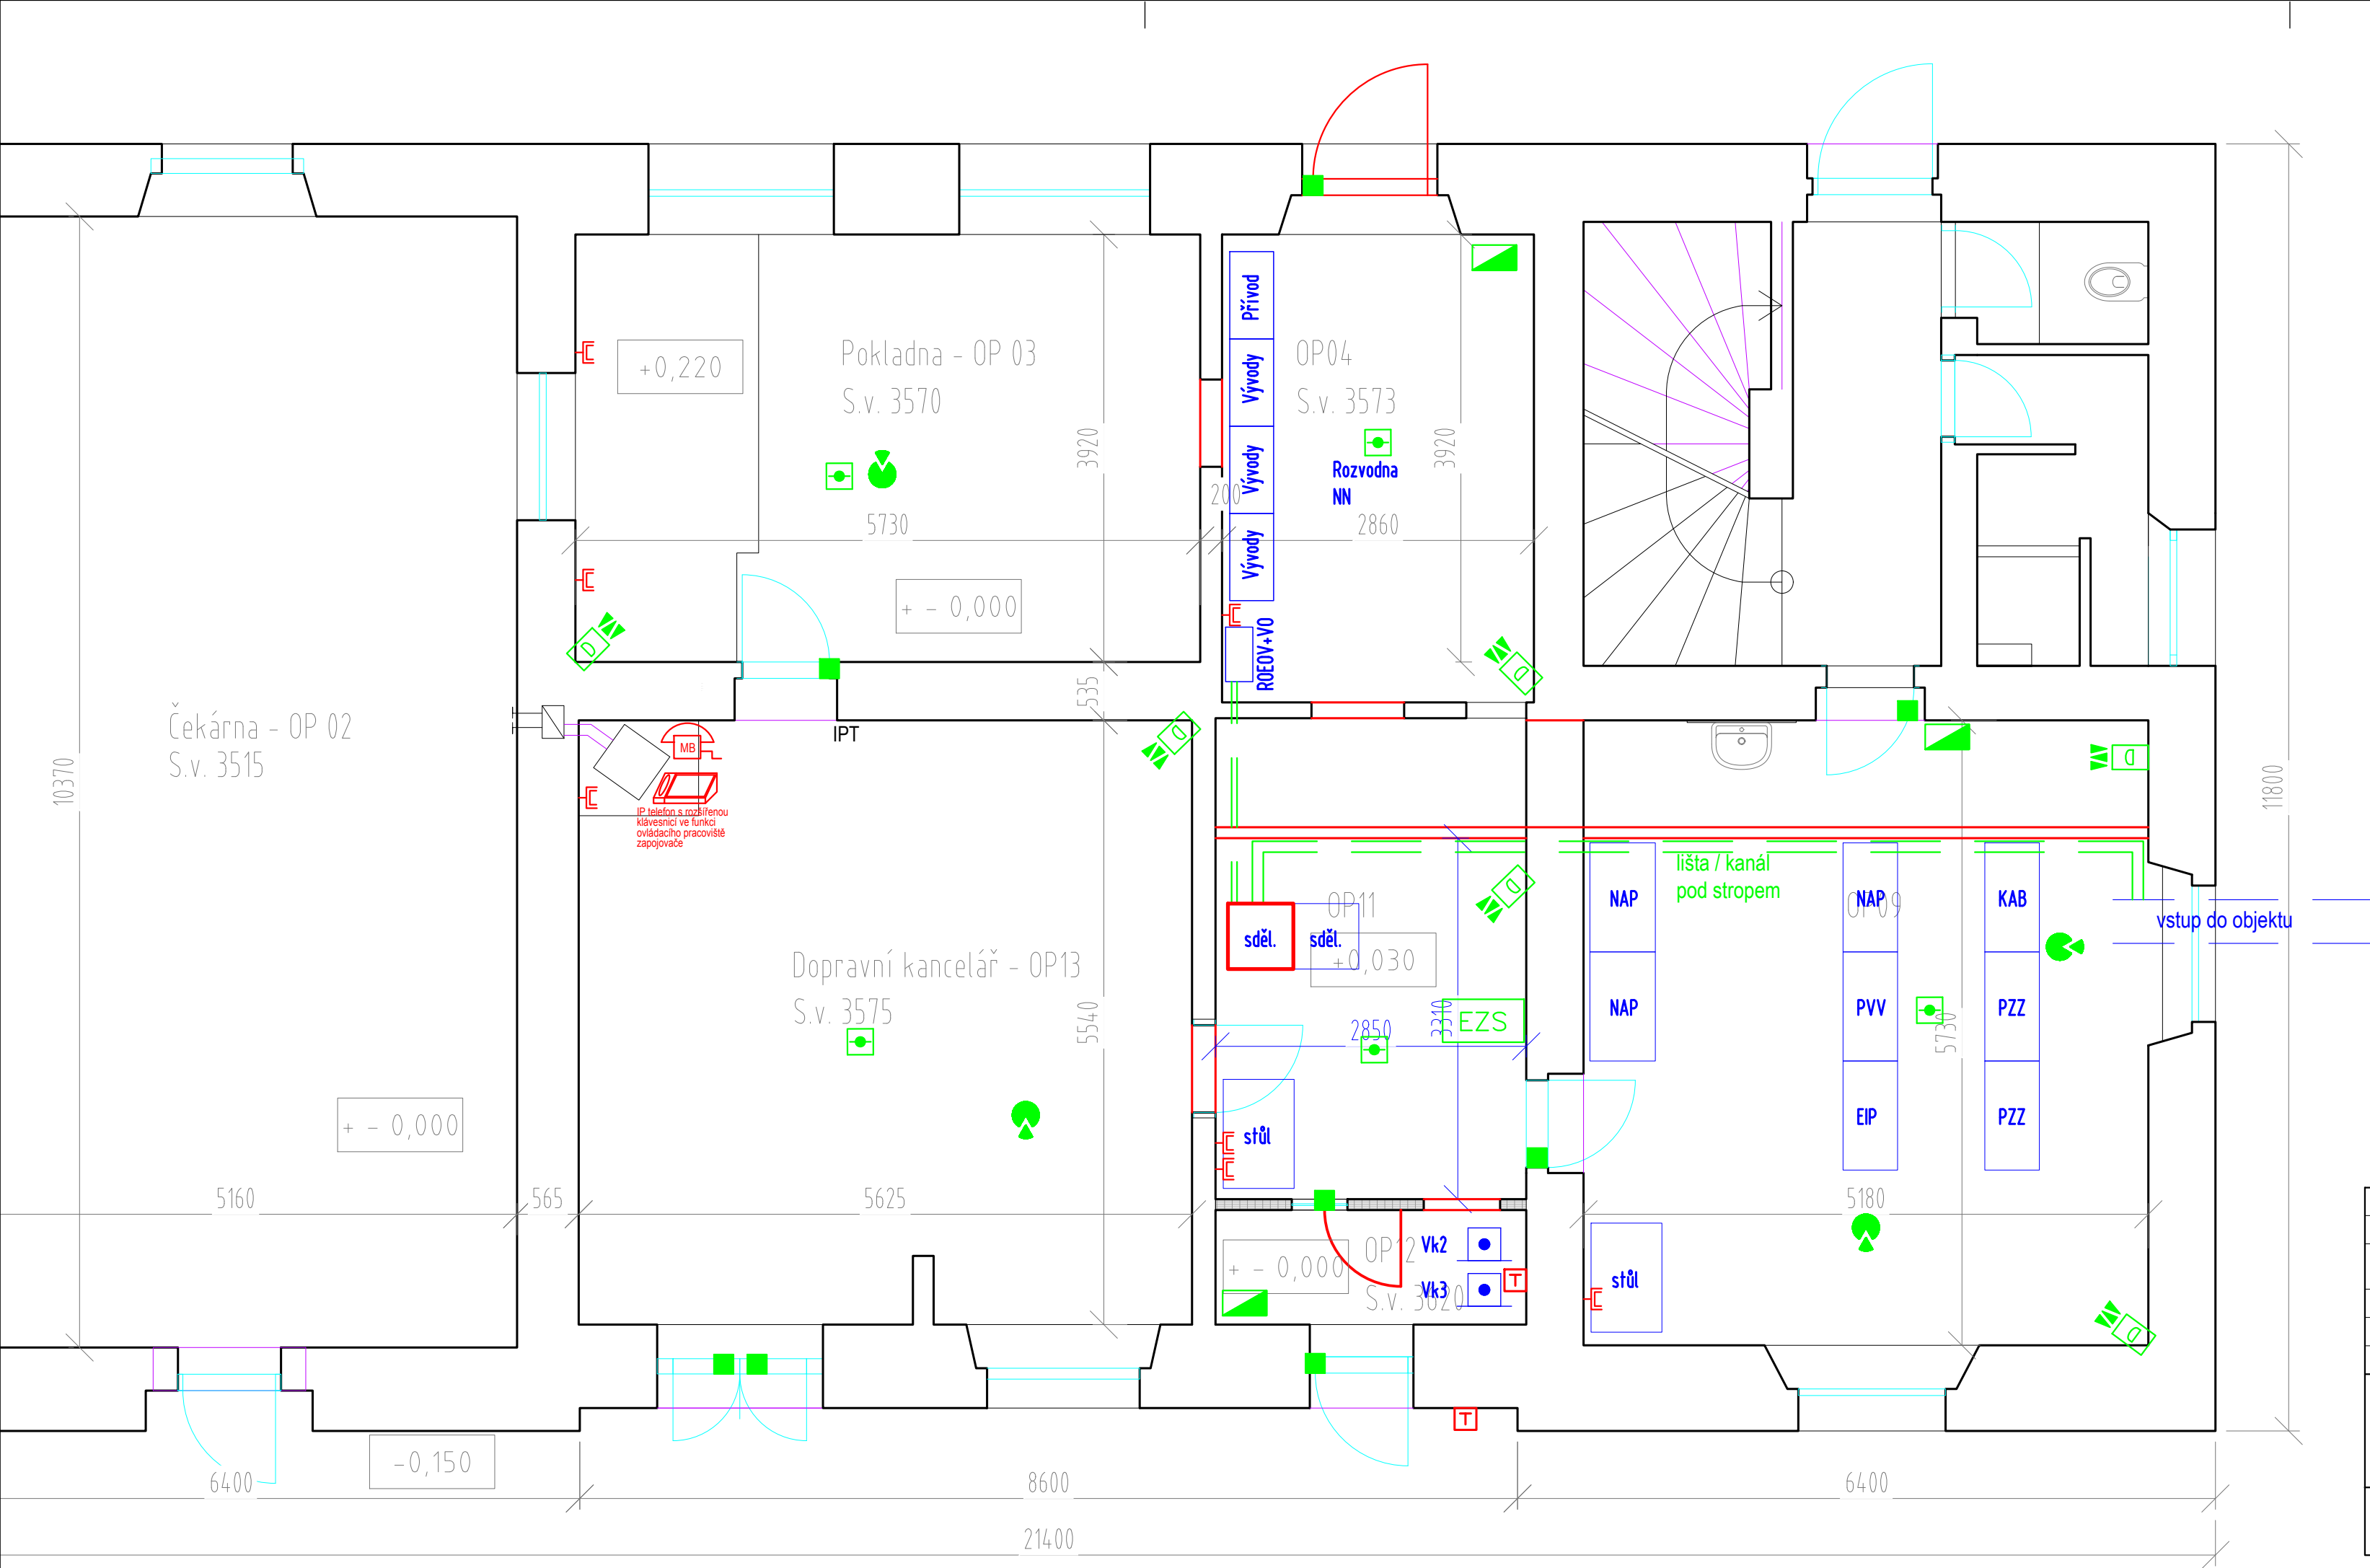 Přívod
Pokladna - OP 03
S.v. 3570
OP04
S.v. 3573
+0,220
Vývody
Vývody
Vývody
3920
3920
Rozvodna
NN
200
5730
2860
+ - 0,000
ROEOV+VO
535
Čekárna - OP 02
S.v. 3515
10370
IPT
MB
IP telefon s rozšířenou
klávesnicí ve funkci
ovládacího pracoviště
zapojovače
11800
lišta / kanál
pod stropem
NAP
NAP
KAB
OP11
OP09
vstup do objektu
sděl.
sděl.
+0,030
Dopravní kancelář - OP13
S.v. 3575
5540
3310
EZS
2850
NAP
PVV
PZZ
5730
+ - 0,000
stůl
EIP
PZZ
5160
565
5625
5180
OP12
Vk2
+ - 0,000
Vk3
S.v. 3620
T
stůl
T
-0,150
6400
8600
6400
21400
D
D
D
D
D
D